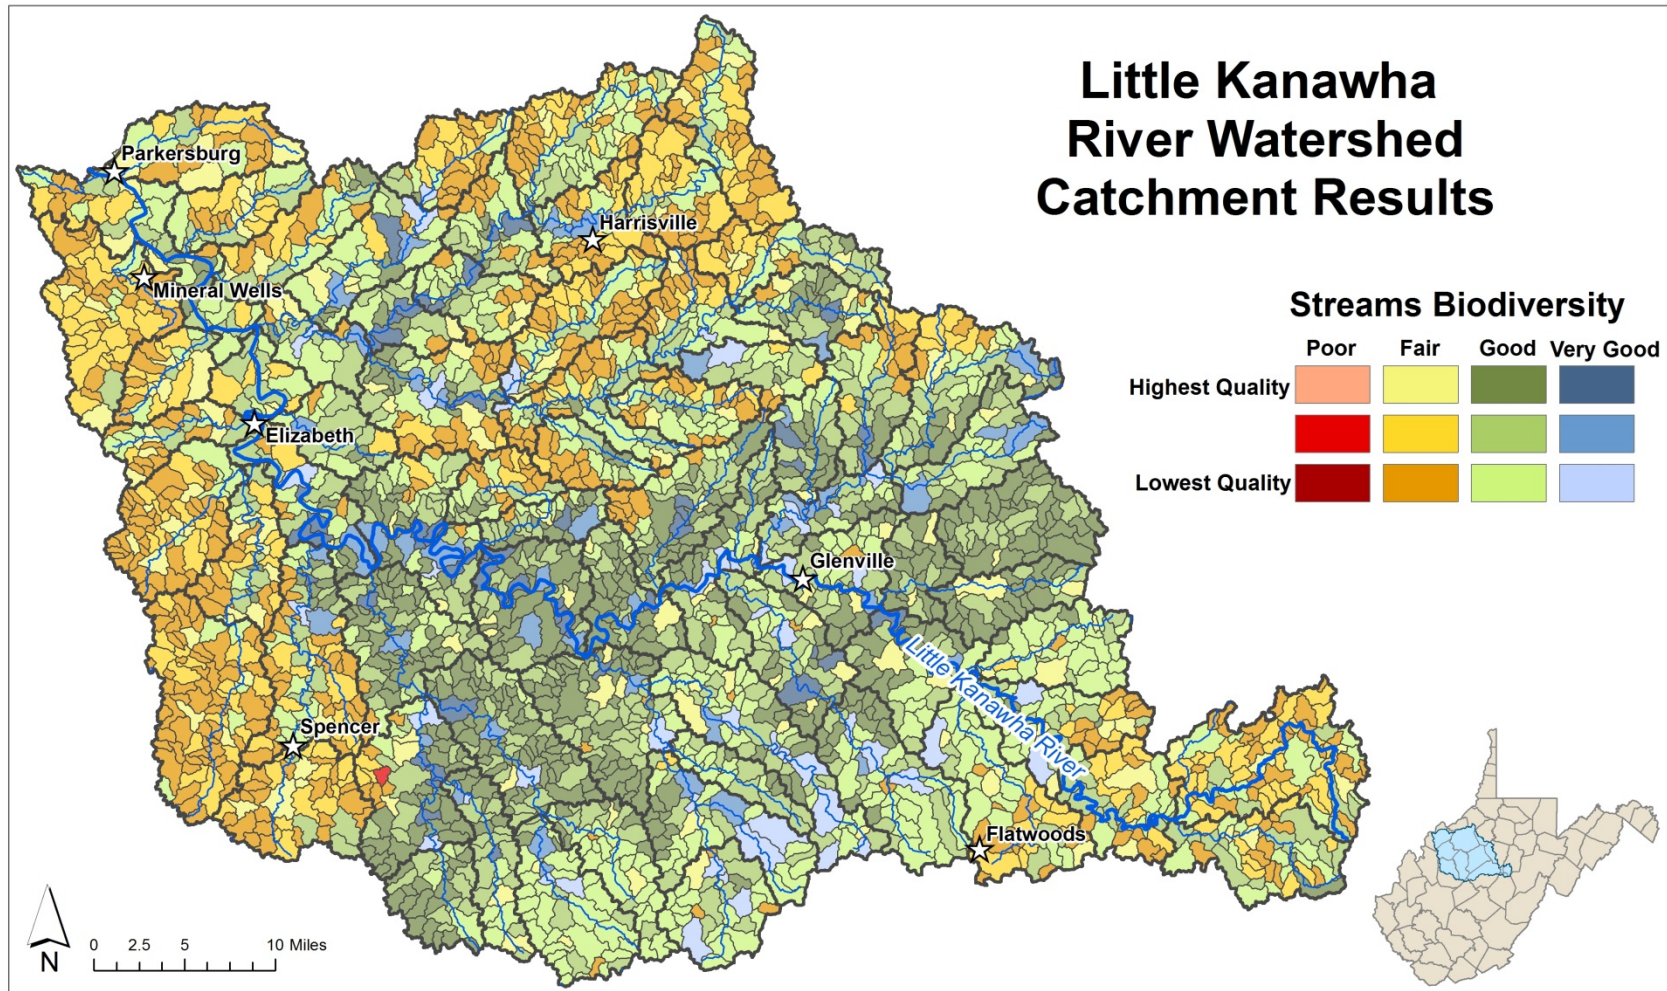 Little Kanawha
River Watershed
Catchment Results
Parkersburg
Harrisville
Mineral Wells
Streams Biodiversity
Poor Fair Good Very Good
Highest Quality
Lowest Quality
Elizabeth
Glenville
Little Kanawha River
Spencer
Flatwoods
N
0 2.5 5 10 Miles